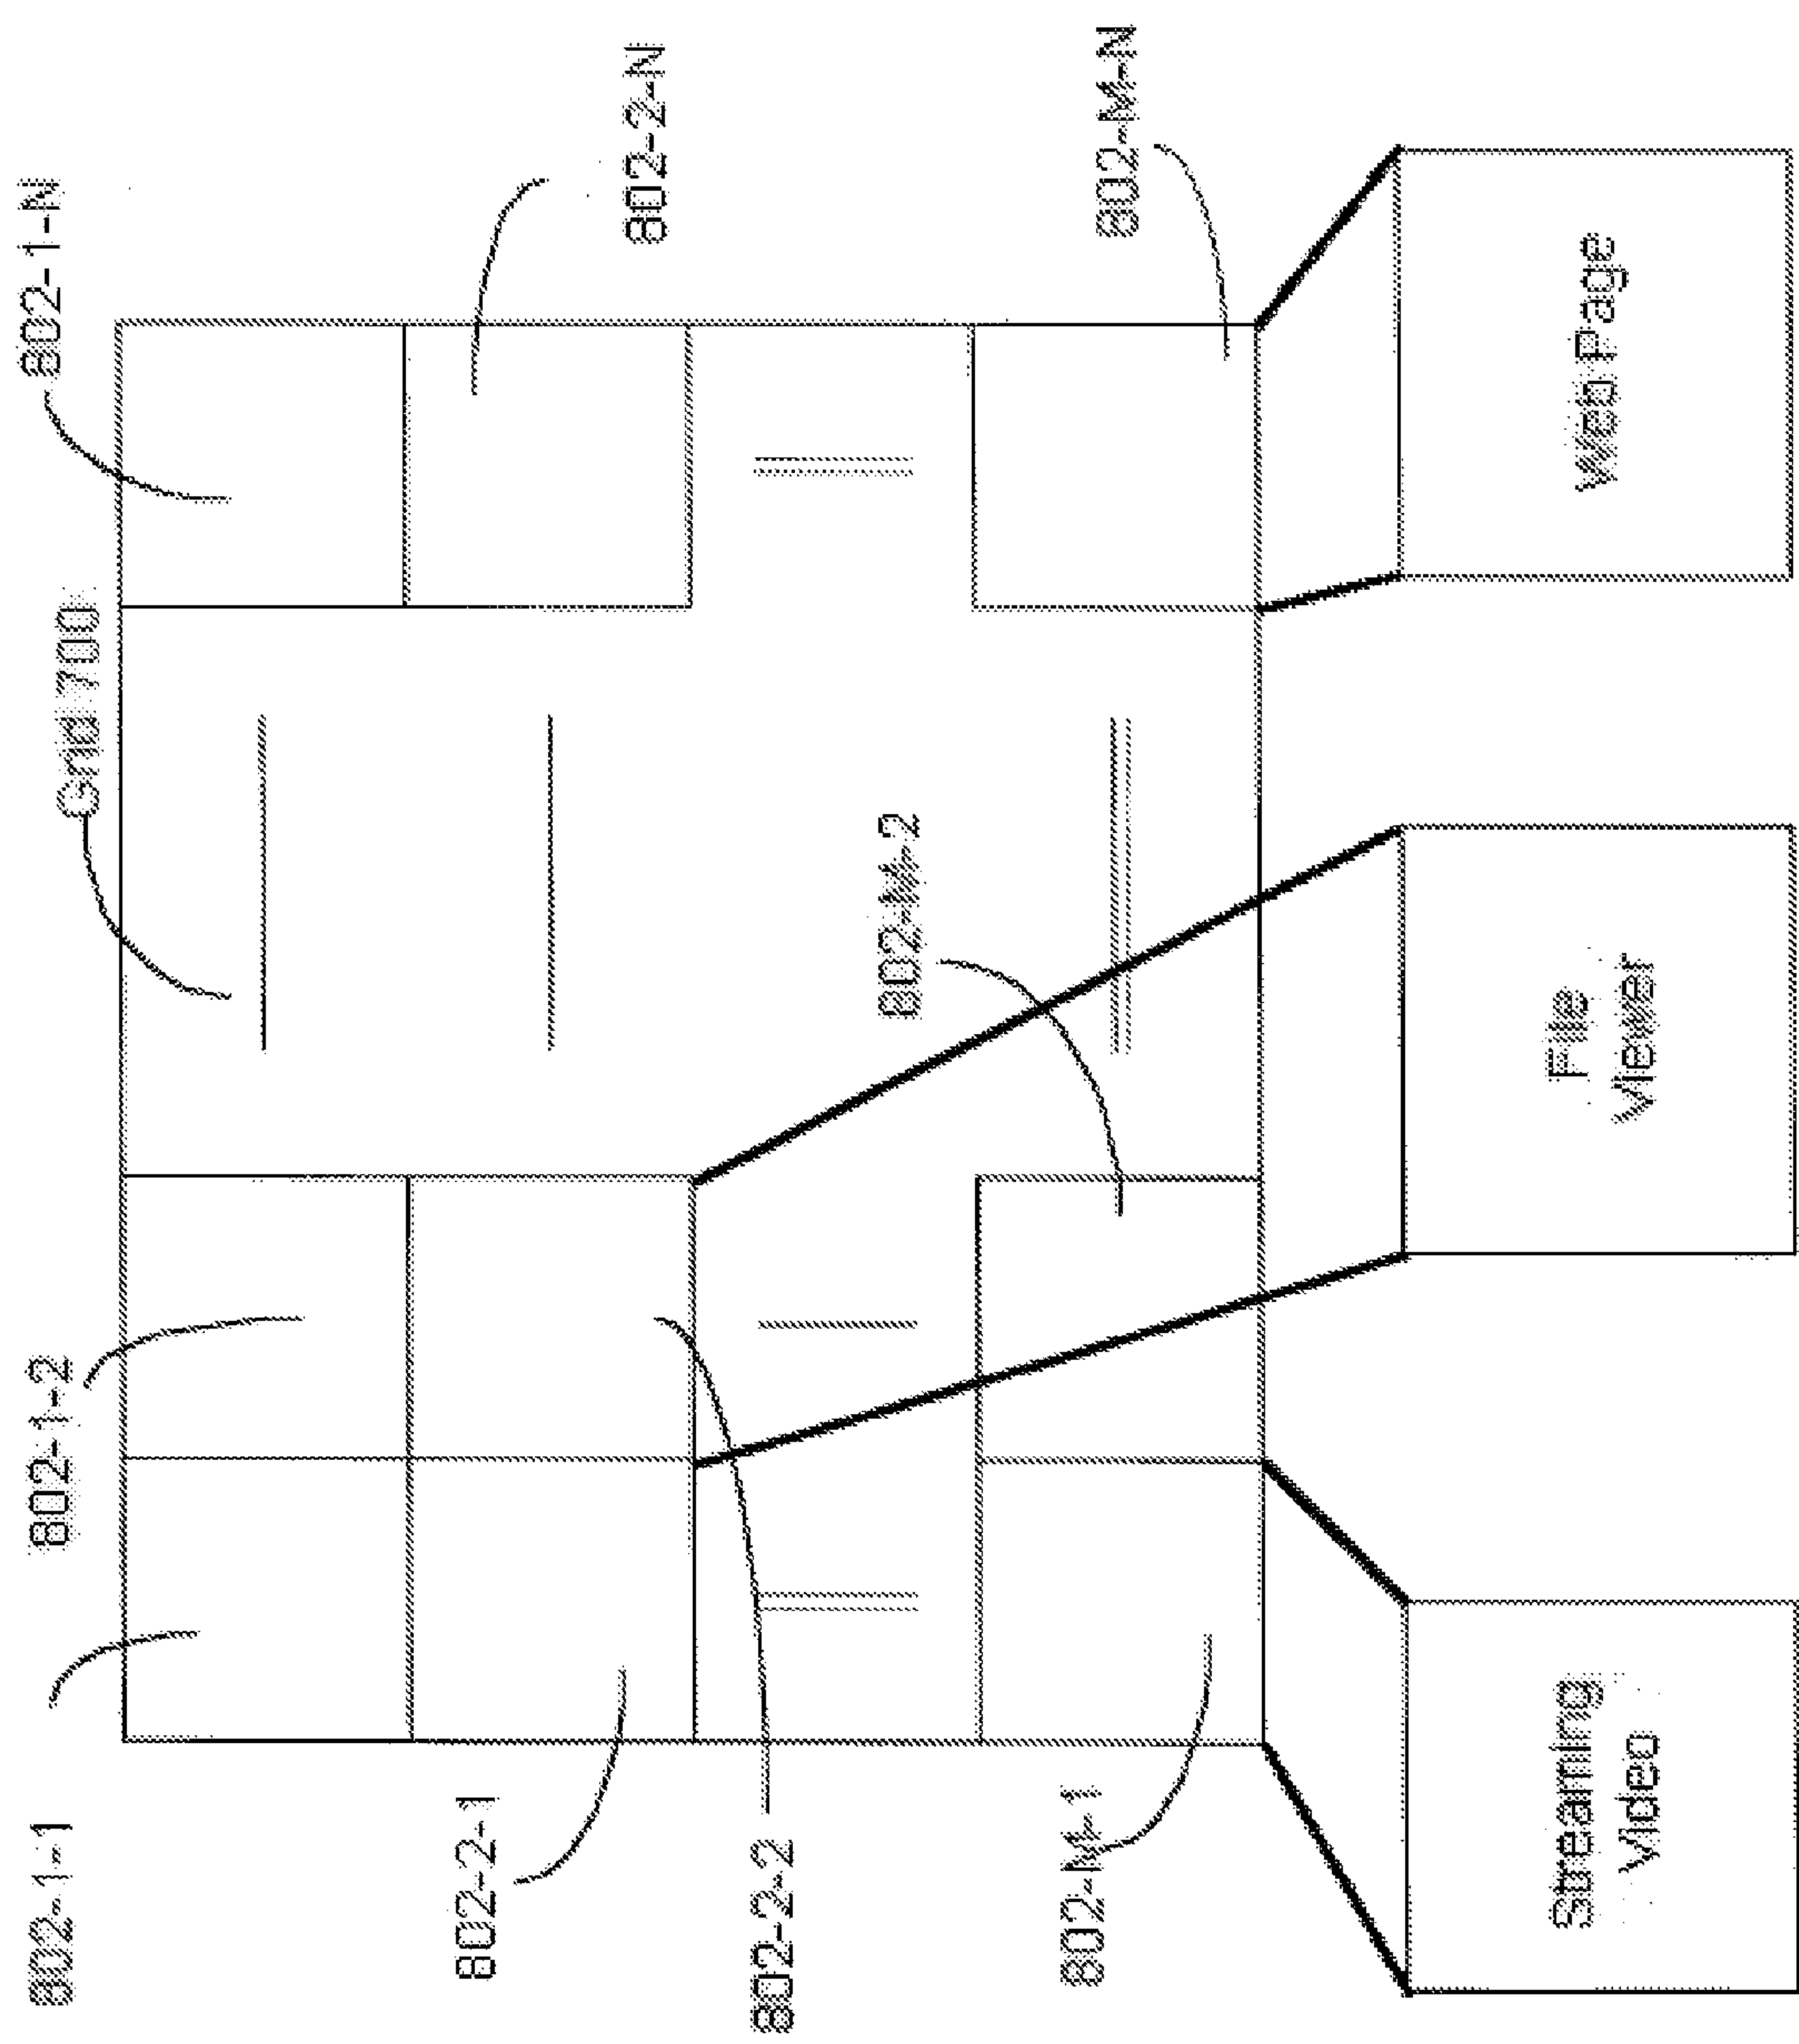 802-1-1
802-1-2
Grid 700
802-1-N
802-2-1
802-2-2
802-2-N
802-M-1
802-M-2
802-M-N
Streaming
Video
File
Viewer
Web Page